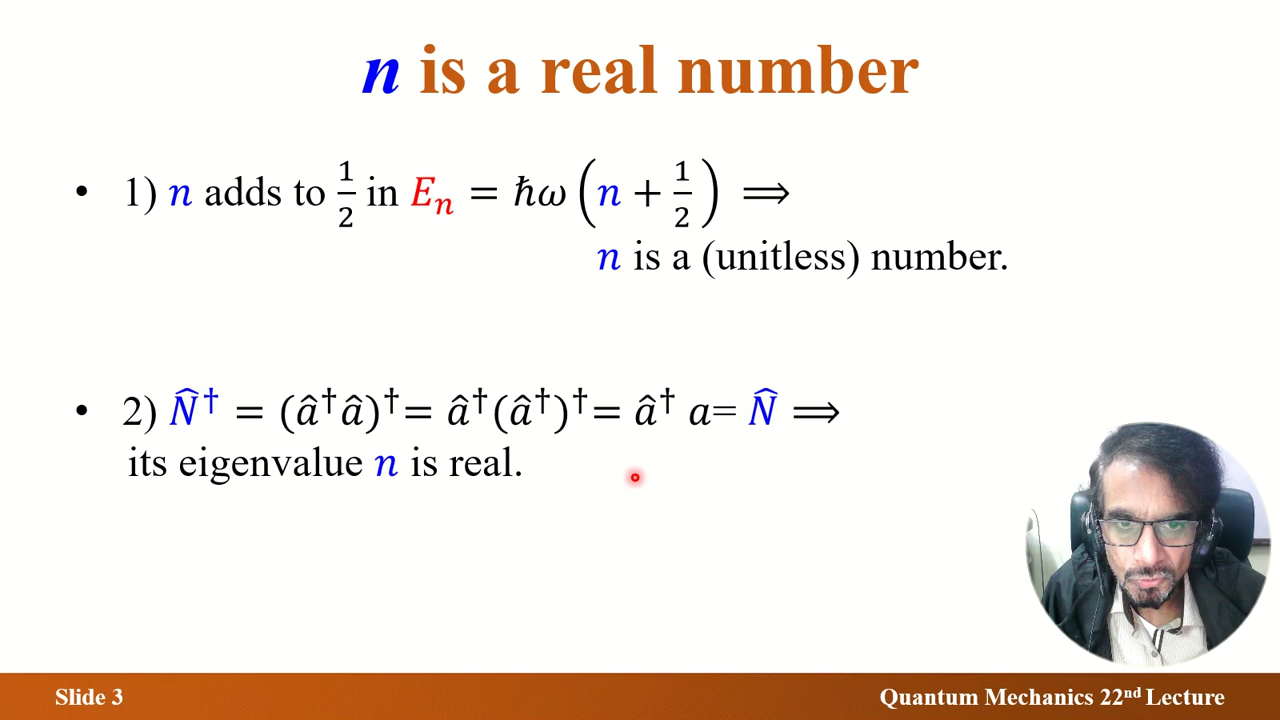 n is a real number
• 1) n adds to 1/2 in Eₙ = ℏω (n + 1/2) ⟹
n is a (unitless) number.
• 2) N̂† = (â†â)†= â†(â†)†= â† a= N̂ ⟹
its eigenvalue n is real.
Slide 3
Quantum Mechanics 22ⁿᵈ Lecture